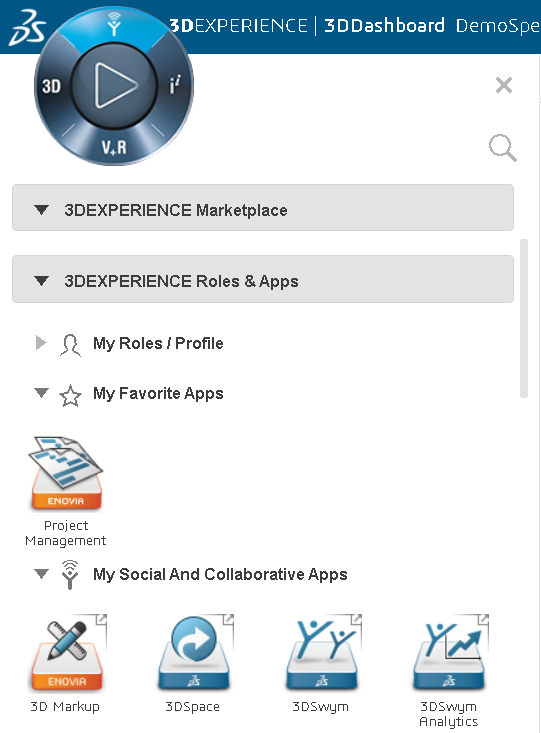 3DEXPERIENCE | 3DDashboard DemoSpe
3D
i i
V+R
3DEXPERIENCE Marketplace
3DEXPERIENCE Roles & Apps
My Roles / Profile
My Favorite Apps
ENOVIA
Project
Management
My Social And Collaborative Apps
ENOVIA
3D Markup
3DSpace
3DSwym
3DSwym
Analytics